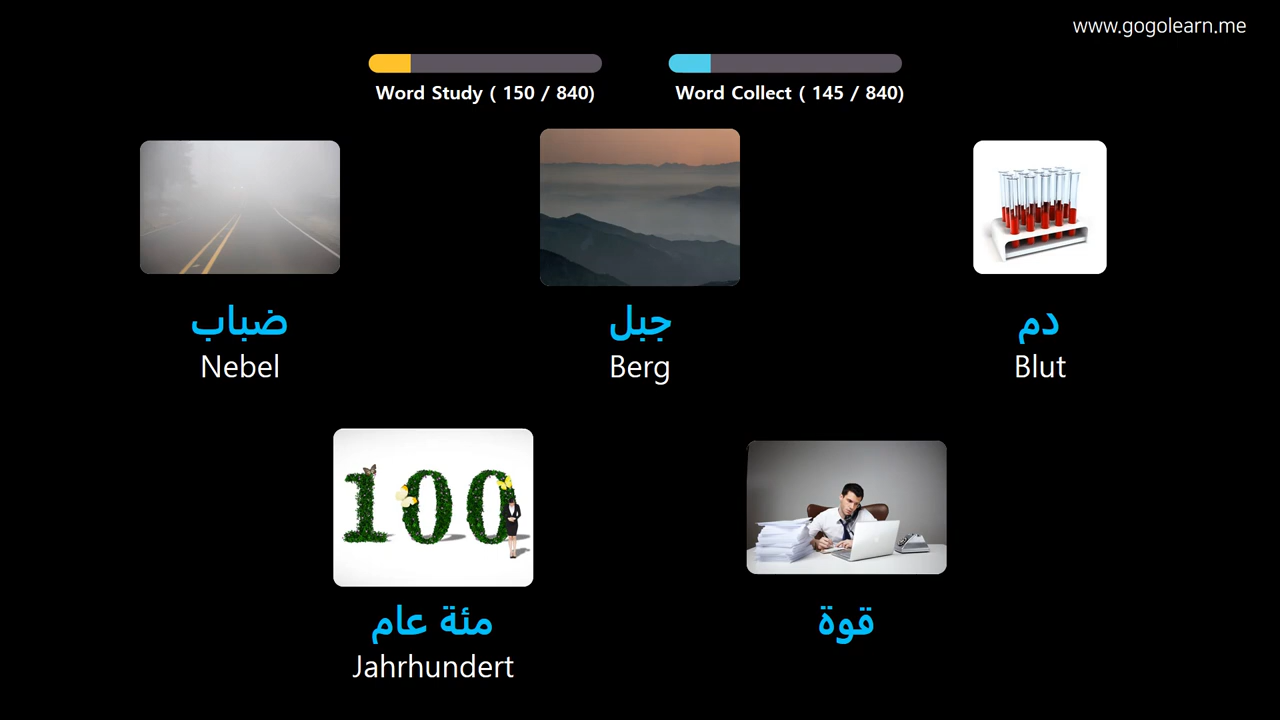 www.gogolearn.me
Word Study ( 150 / 840)
Word Collect ( 145 / 840)
ضباب
Nebel
جبل
Berg
دم
Blut
100
مئة عام
Jahrhundert
قوة